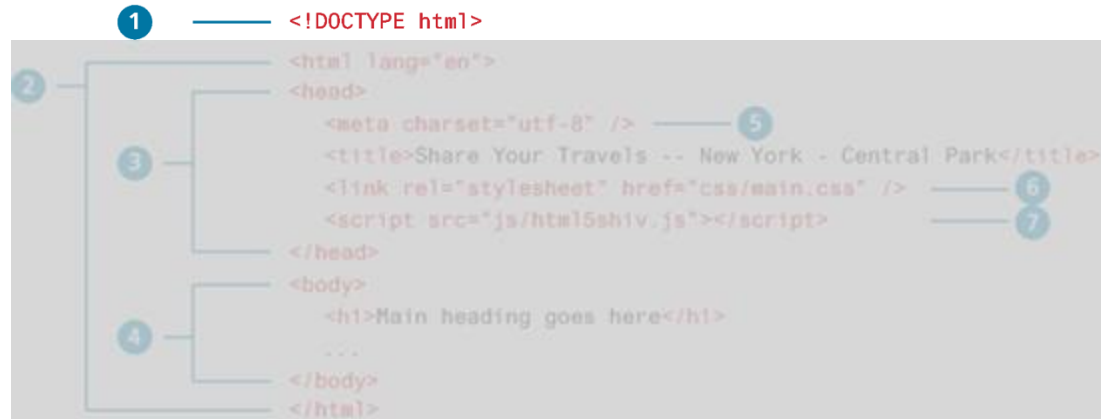 1 <!DOCTYPE html>
2 <html lang="en">
<head>
<meta charset="utf-8" /> 5
3 <title>Share Your Travels -- New York - Central Park</title>
<link rel="stylesheet" href="css/main.css" /> 6
<script src="js/html5shiv.js"></script> 7
</head>
<body>
<h1>Main heading goes here</h1>
4
...
</body>
</html>